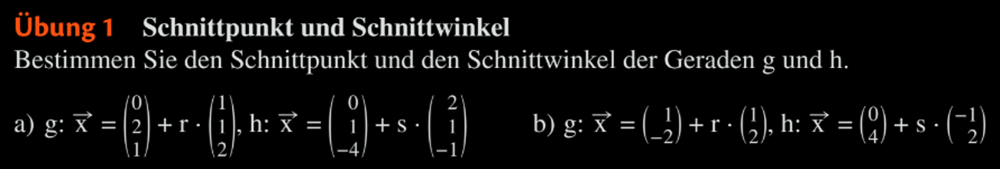 Übung 1 Schnittpunkt und Schnittwinkel
Bestimmen Sie den Schnittpunkt und den Schnittwinkel der Geraden g und h.
a) g: x⃗ = (0 2 1) + r · (1 1 2), h: x⃗ = (0 1 −4) + s · (2 1 −1) b) g: x⃗ = (1 −2) + r · (1 2), h: x⃗ = (0 4) + s · (−1 2)